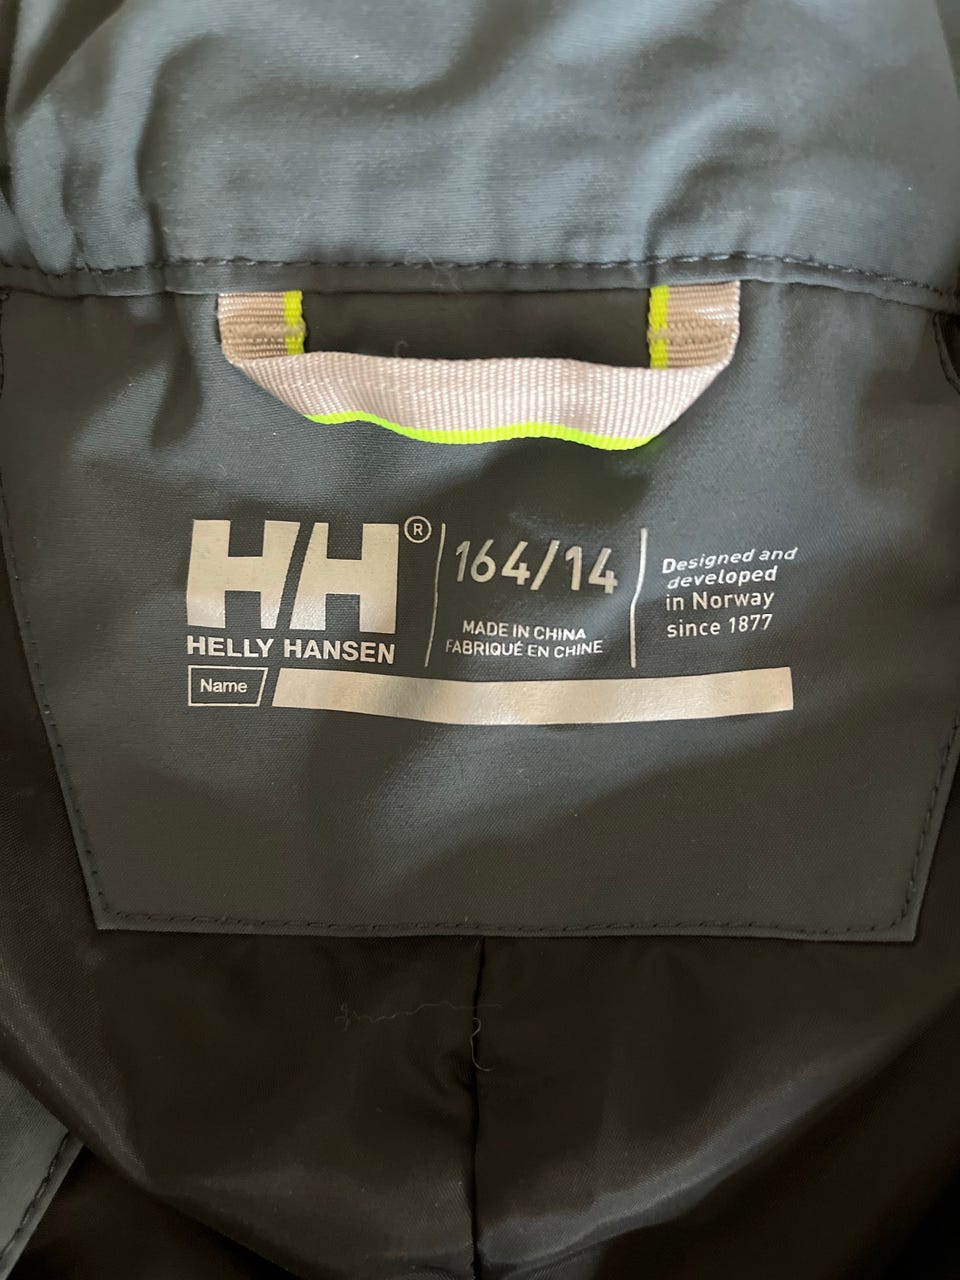 HH®
HELLY HANSEN
Name
164/14
MADE IN CHINA
FABRIQUÉ EN CHINE
Designed and
developed
in Norway
since 1877